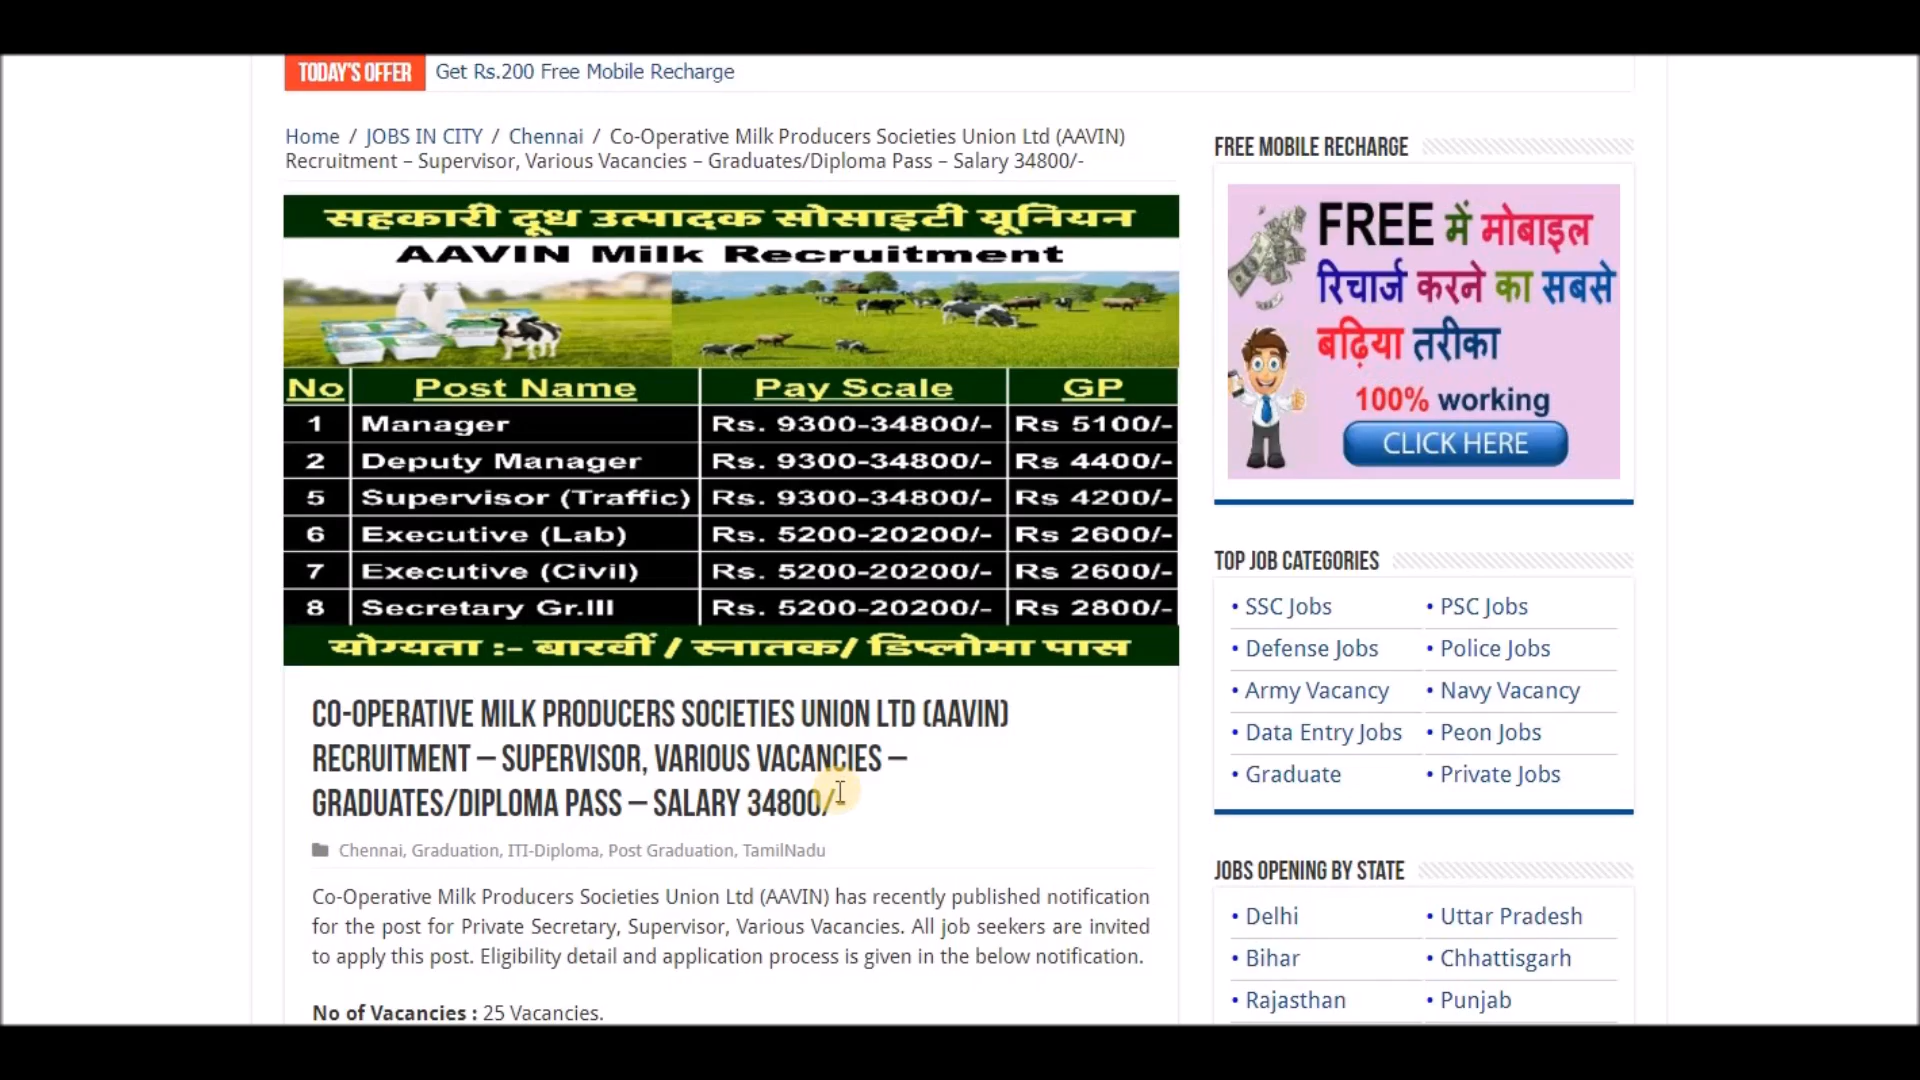 TODAY'S OFFER Get Rs.200 Free Mobile Recharge
Home / JOBS IN CITY / Chennai / Co-Operative Milk Producers Societies Union Ltd (AAVIN)
Recruitment – Supervisor, Various Vacancies – Graduates/Diploma Pass – Salary 34800/-
सहकारी दूध उत्पादक सोसाइटी यूनियन
AAVIN Milk Recruitment
No Post Name Pay Scale GP
1 Manager Rs. 9300-34800/- Rs 5100/-
2 Deputy Manager Rs. 9300-34800/- Rs 4400/-
5 Supervisor (Traffic) Rs. 9300-34800/- Rs 4200/-
6 Executive (Lab) Rs. 5200-20200/- Rs 2600/-
7 Executive (Civil) Rs. 5200-20200/- Rs 2600/-
8 Secretary Gr.III Rs. 5200-20200/- Rs 2800/-
योग्यता :- बारवीं / स्नातक/ डिप्लोमा पास
CO-OPERATIVE MILK PRODUCERS SOCIETIES UNION LTD (AAVIN)
RECRUITMENT – SUPERVISOR, VARIOUS VACANCIES –
GRADUATES/DIPLOMA PASS – SALARY 34800/-
Chennai, Graduation, ITI-Diploma, Post Graduation, TamilNadu
Co-Operative Milk Producers Societies Union Ltd (AAVIN) has recently published notification
for the post for Private Secretary, Supervisor, Various Vacancies. All job seekers are invited
to apply this post. Eligibility detail and application process is given in the below notification.
No of Vacancies : 25 Vacancies.
FREE MOBILE RECHARGE
FREE में मोबाइल
रिचार्ज करने का सबसे
बढ़िया तरीका
100% working
CLICK HERE
TOP JOB CATEGORIES
• SSC Jobs • PSC Jobs
• Defense Jobs • Police Jobs
• Army Vacancy • Navy Vacancy
• Data Entry Jobs • Peon Jobs
• Graduate • Private Jobs
JOBS OPENING BY STATE
• Delhi • Uttar Pradesh
• Bihar • Chhattisgarh
• Rajasthan • Punjab